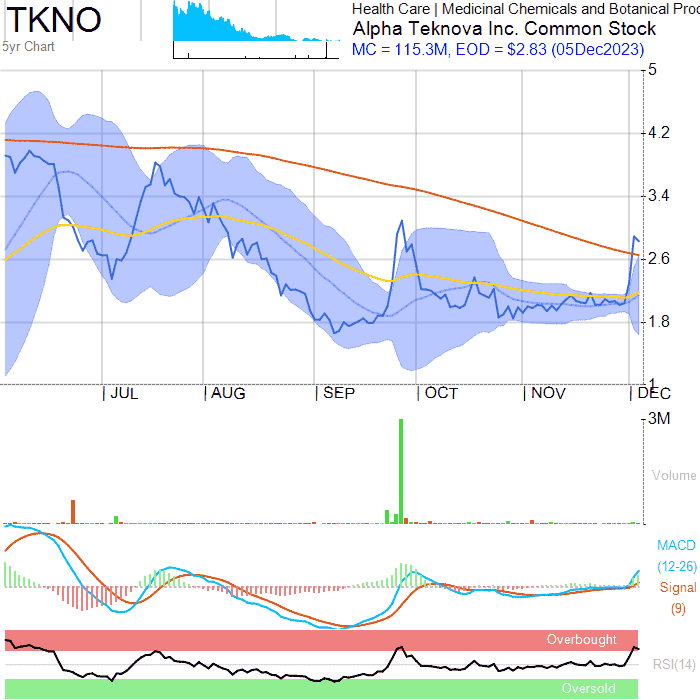 TKNO
5yr Chart
Health Care | Medicinal Chemicals and Botanical Proc
Alpha Teknova Inc. Common Stock
MC = 115.3M, EOD = $2.83 (05Dec2023)
5
4.2
3.4
2.6
1.8
1
| JUL | AUG | SEP | OCT | NOV | DEC
3M
Volume
MACD
(12-26)
Signal
(9)
Overbought
RSI(14)
Oversold